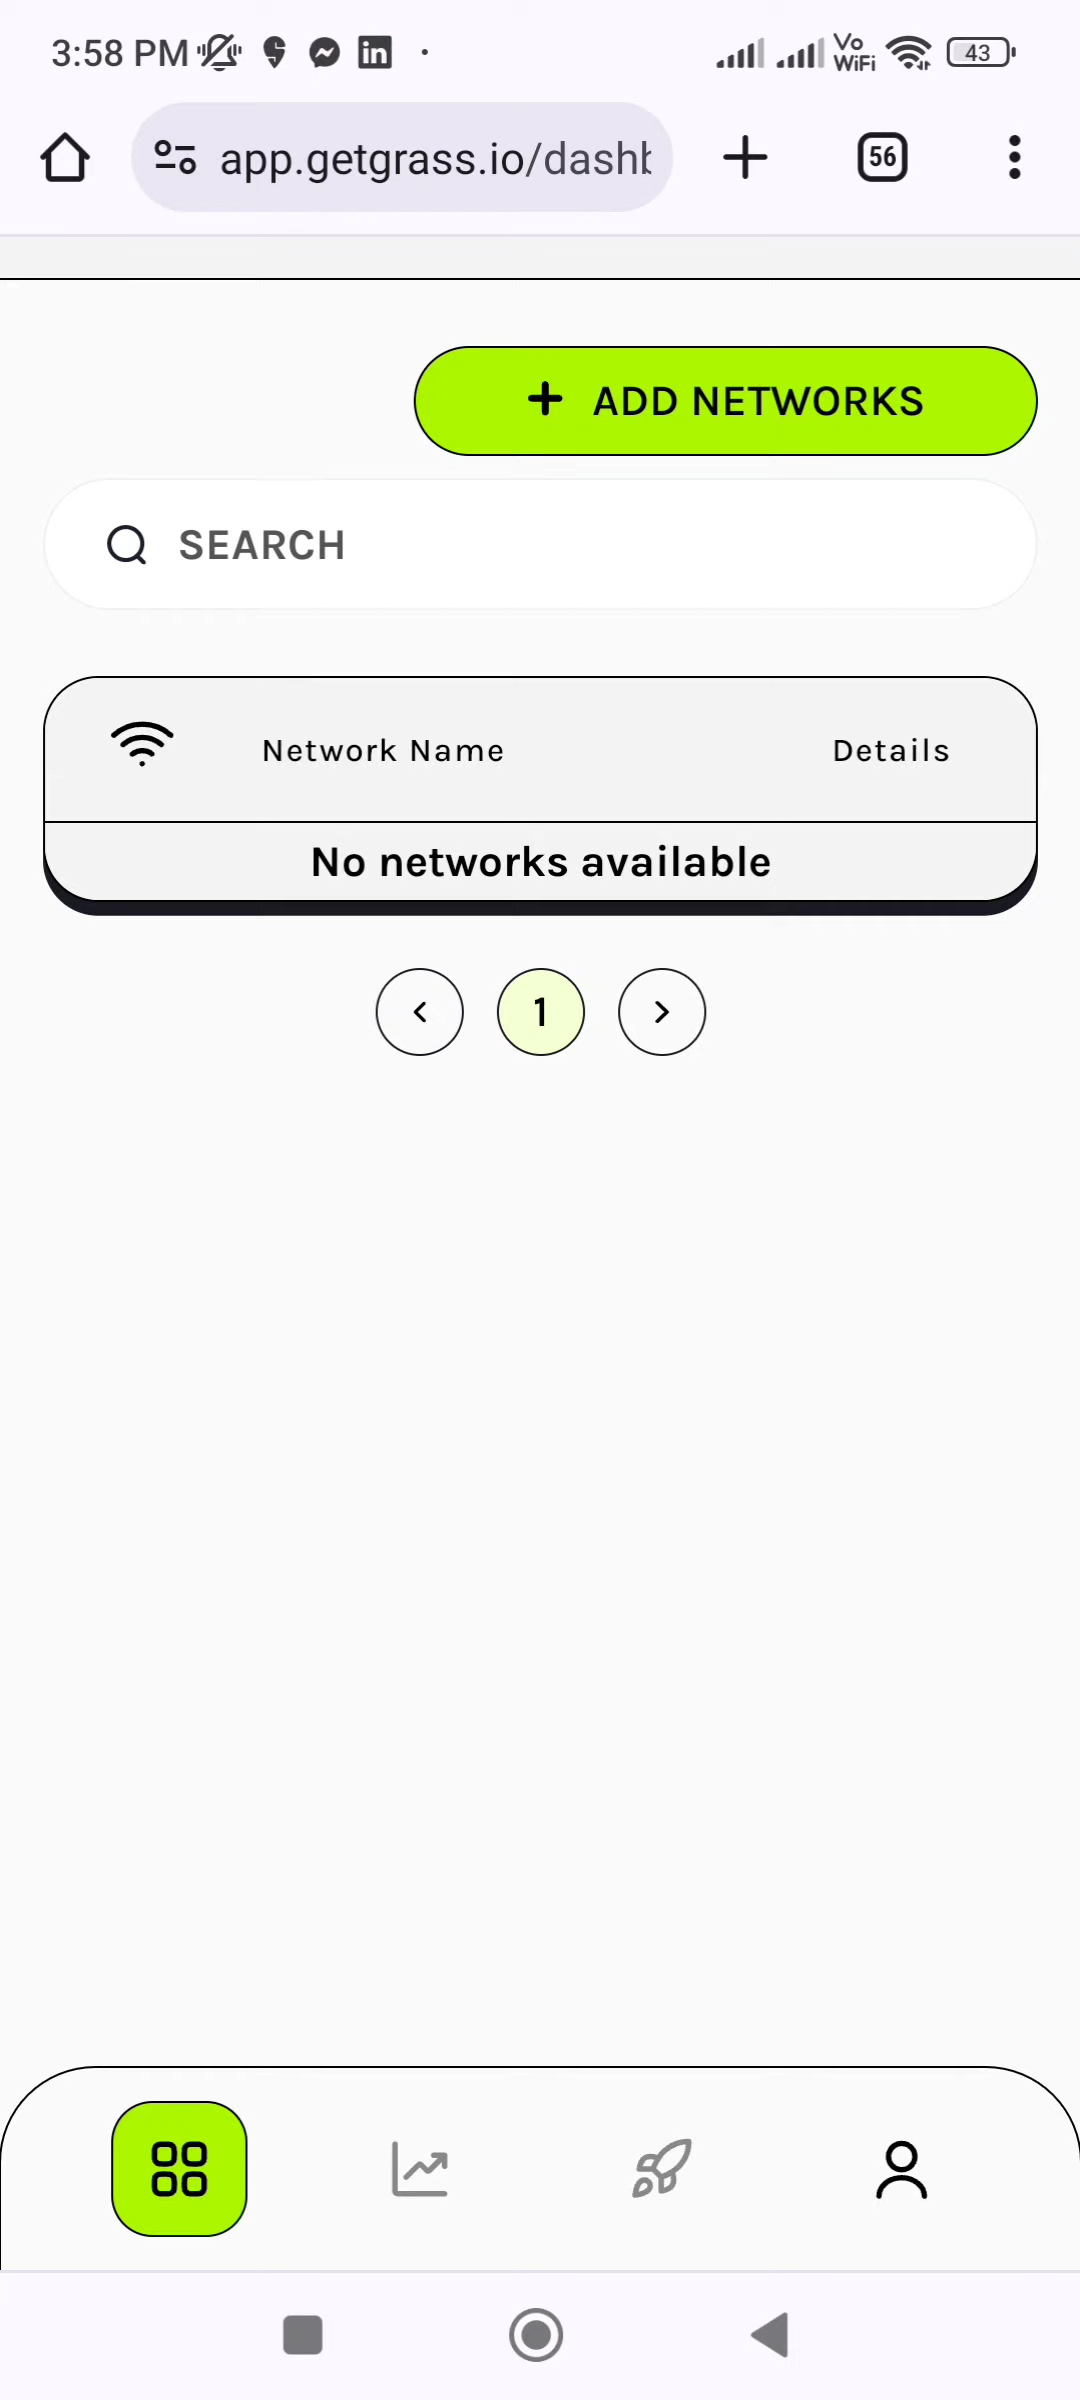 3:58 PM
Vo
WiFi
43
app.getgrass.io/dashb
56
ADD NETWORKS
SEARCH
Network Name
Details
No networks available
1